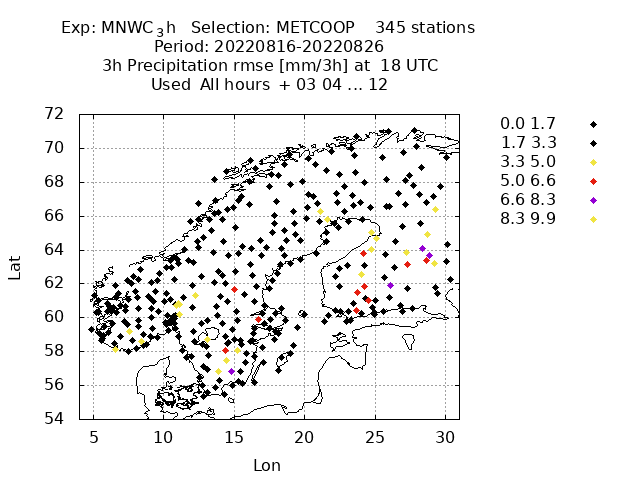 Exp: MNWC3h Selection: METCOOP 345 stations
Period: 20220816-20220826
3h Precipitation rmse [mm/3h] at 18 UTC
Used All hours + 03 04 ... 12
72
70
68
66
64
62
60
58
56
54
Lat
5 10 15 20 25 30
Lon
0.0 1.7
1.7 3.3
3.3 5.0
5.0 6.6
6.6 8.3
8.3 9.9